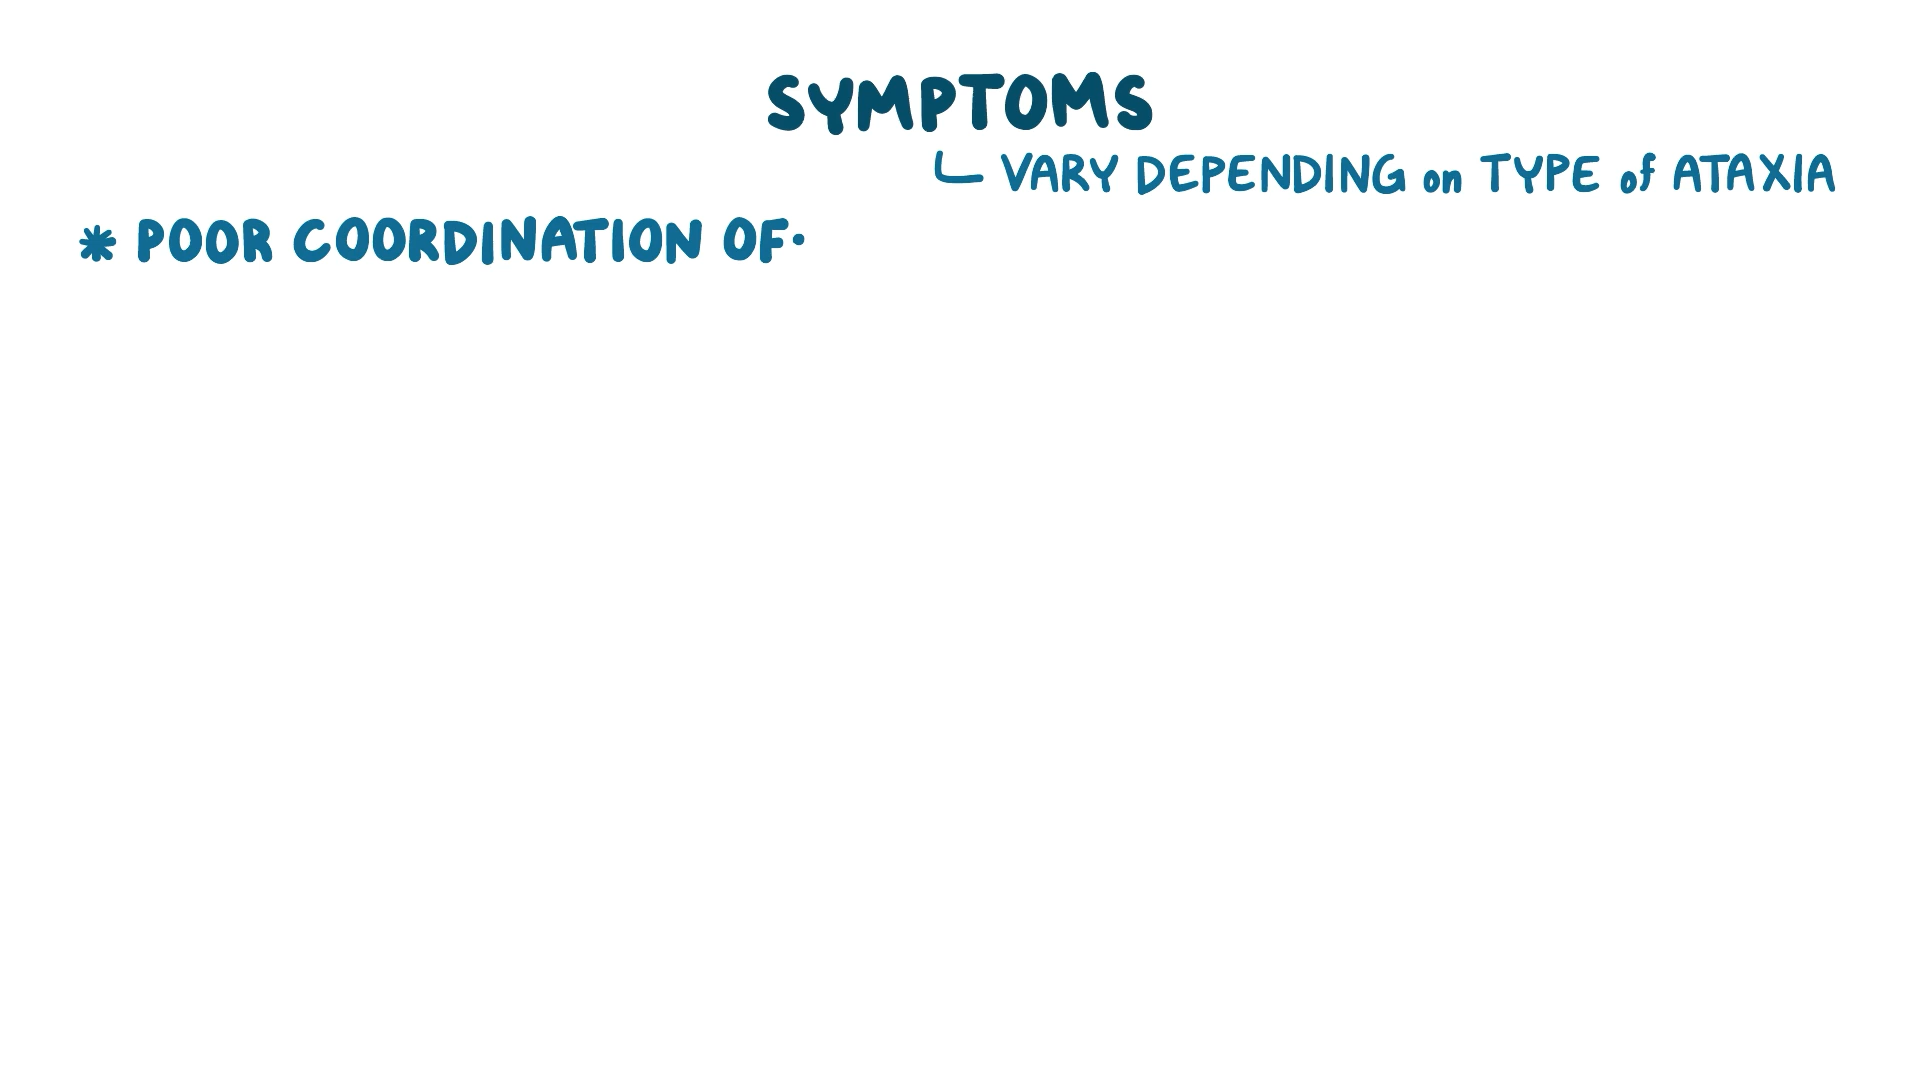 SYMPTOMS
VARY DEPENDING on TYPE of ATAXIA
* POOR COORDINATION OF·